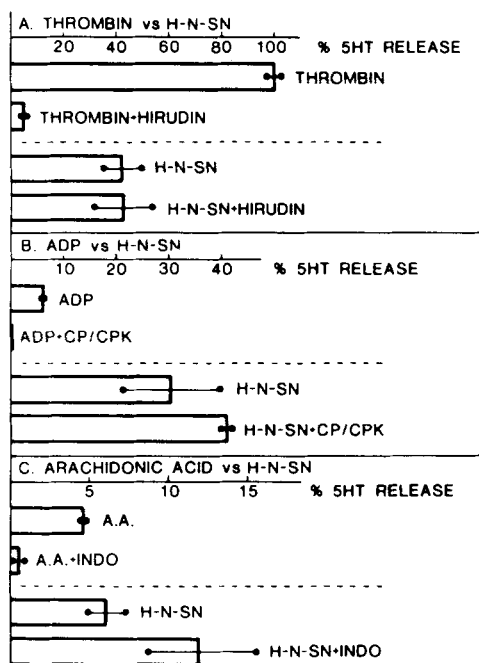 A. THROMBIN vs H-N-SN
20 40 60 80 100 % 5HT RELEASE
THROMBIN
THROMBIN+HIRUDIN
H-N-SN
H-N-SN+HIRUDIN
B. ADP vs H-N-SN
10 20 30 40 % 5HT RELEASE
ADP
ADP+CP/CPK
H-N-SN
H-N-SN+CP/CPK
C. ARACHIDONIC ACID vs H-N-SN
5 10 15 % 5HT RELEASE
A.A.
A.A.+INDO
H-N-SN
H-N-SN+INDO